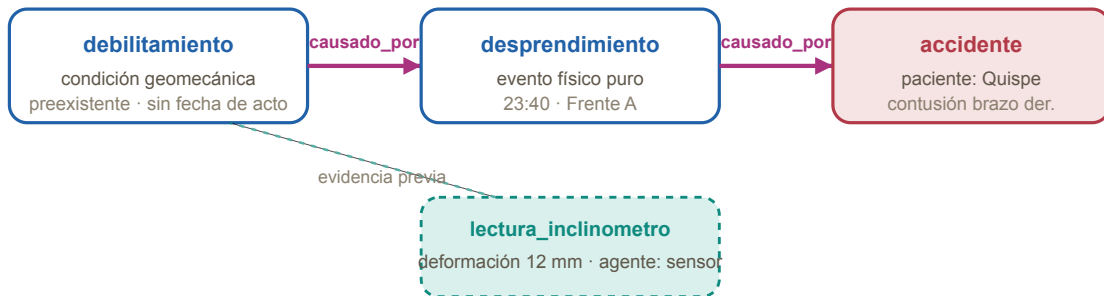 debilitamiento
condición geomecánica
preexistente · sin fecha de acto
causado_por
desprendimiento
evento físico puro
23:40 · Frente A
causado_por
accidente
paciente: Quispe
contusión brazo der.
evidencia previa
lectura_inclinometro
deformación 12 mm · agente: sensor